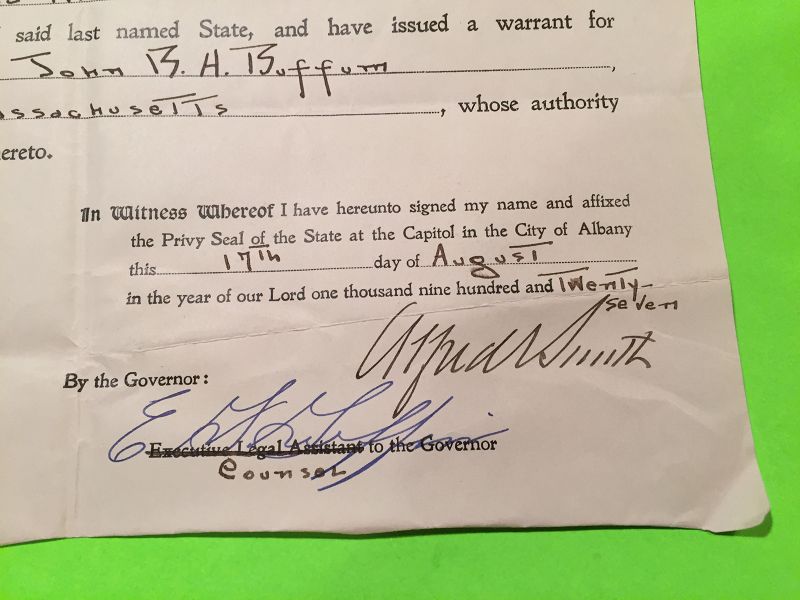 said last named State, and have issued a warrant for
John B. H. Buffum,
assachusetts, whose authority
ereto.
In Witness Whereof I have hereunto signed my name and affixed
the Privy Seal of the State at the Capitol in the City of Albany
this 17th day of August
in the year of our Lord one thousand nine hundred and Twenty-
seven
Alfred E Smith
By the Governor:
Executive Legal Assistant to the Governor
Counsel